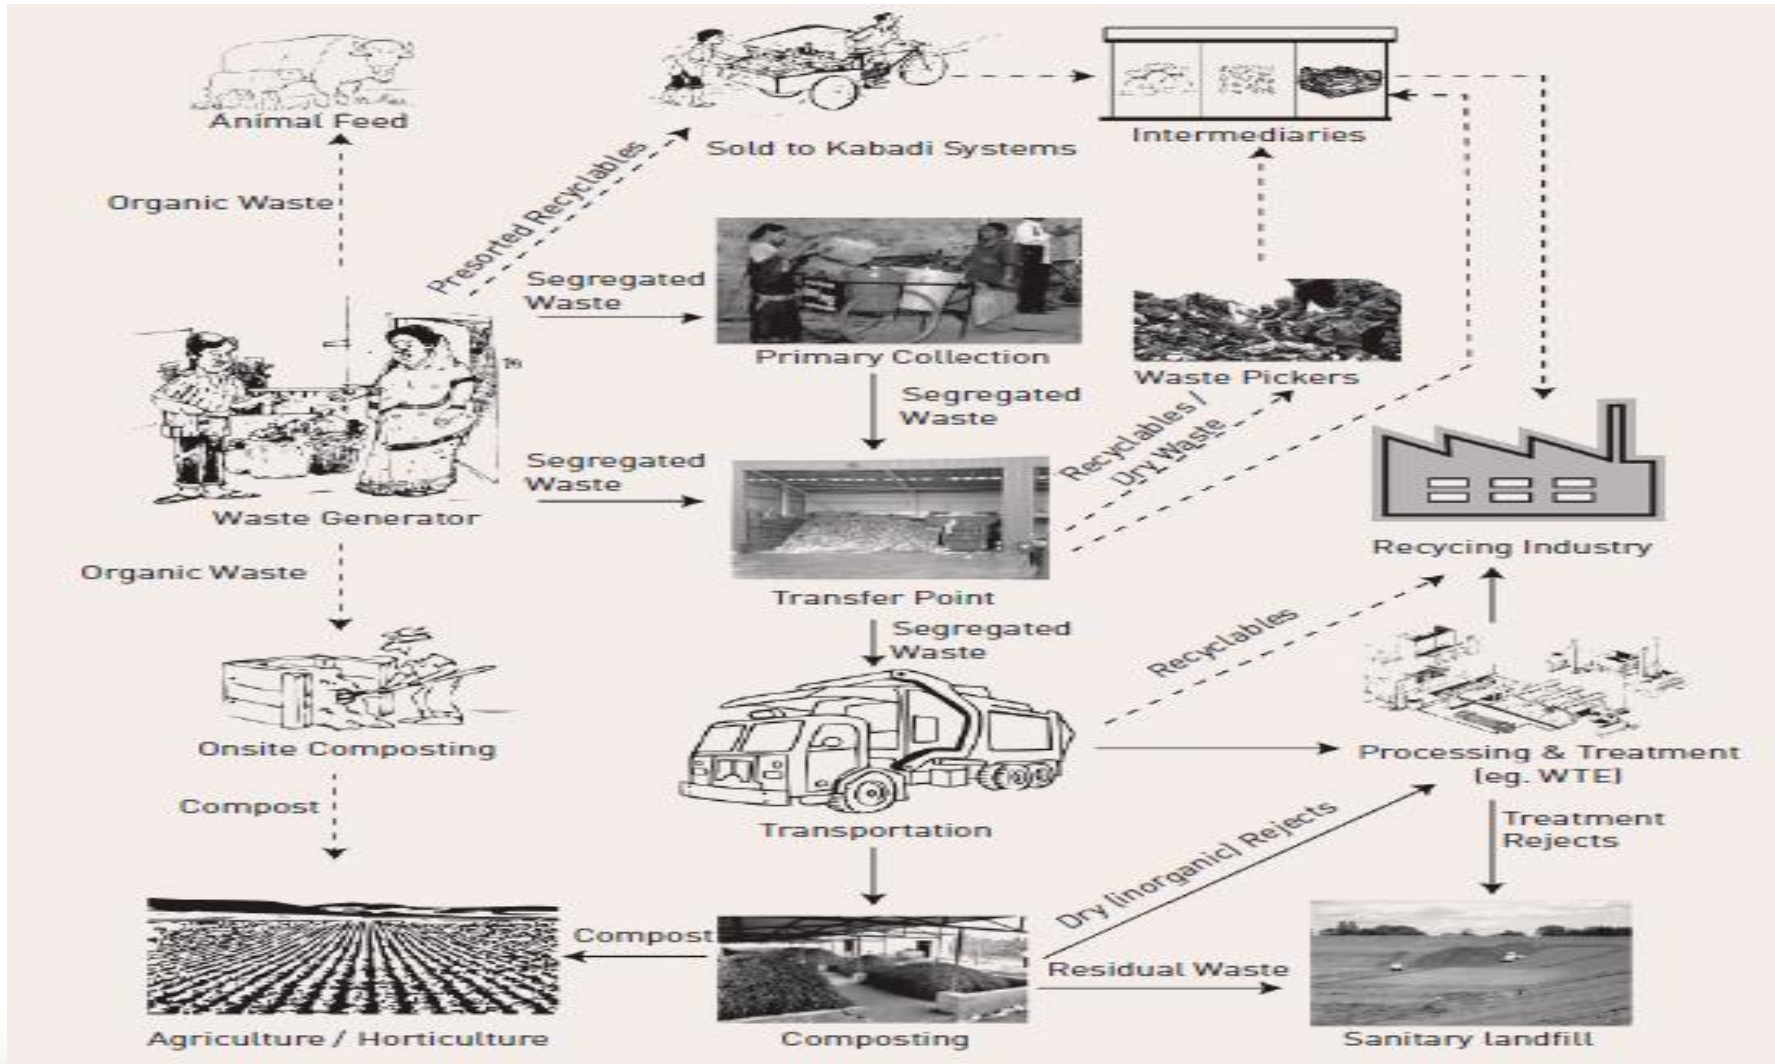 Animal Feed
Sold to Kabadi Systems
Intermediaries
Organic Waste
Presorted Recyclables
Segregated
Waste
Primary Collection
Waste Pickers
Segregated
Waste
Recyclables /
Dry Waste
Segregated
Waste
Waste Generator
Organic Waste
Transfer Point
Recycing Industry
Segregated
Waste
Recyclables
Onsite Composting
Processing & Treatment
(eg. WTE)
Compost
Transportation
Treatment
Rejects
Dry (inorganic) Rejects
Compost
Residual Waste
Agriculture / Horticulture
Composting
Sanitary landfill